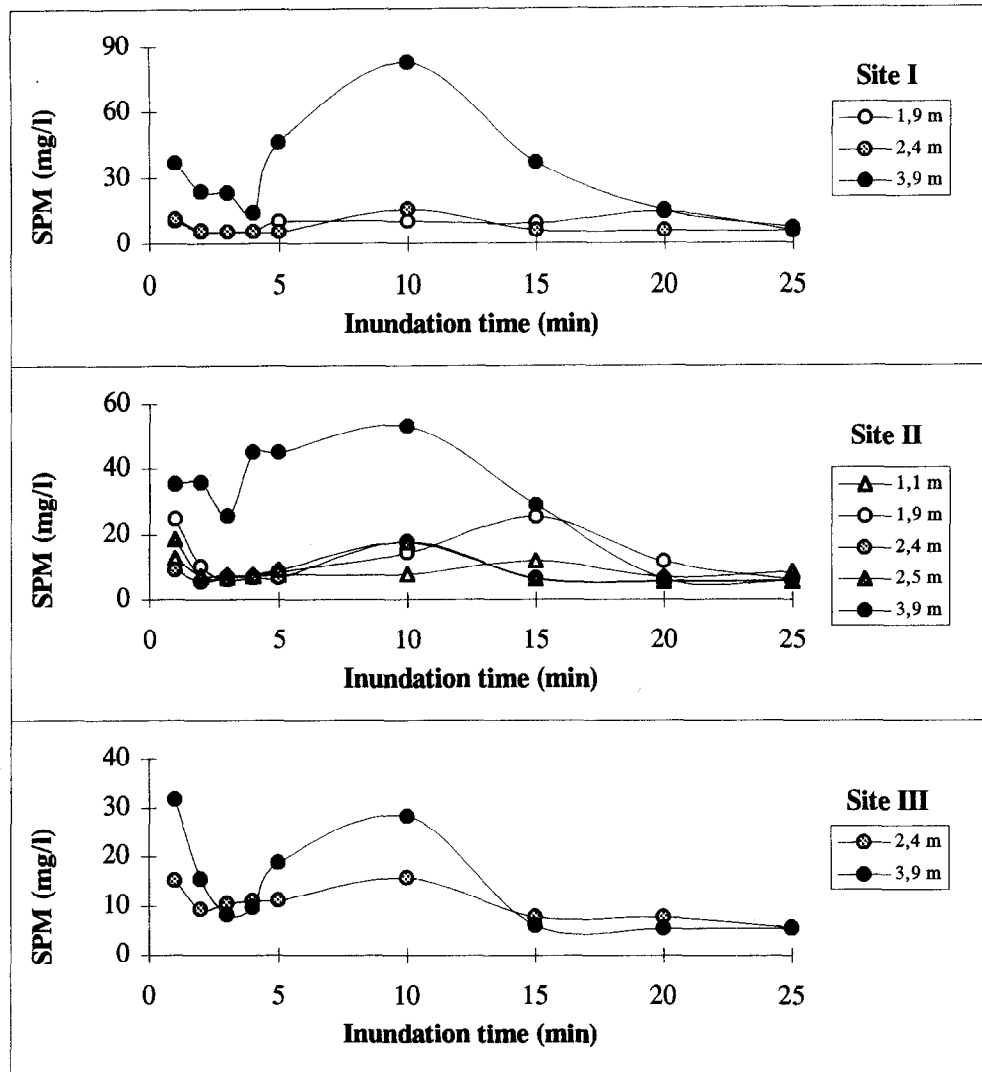 Site I
SPM (mg/l)
90
60
30
0
0 5 10 15 20 25
Inundation time (min)
1,9 m
2,4 m
3,9 m
Site II
SPM (mg/l)
60
40
20
0
0 5 10 15 20 25
Inundation time (min)
1,1 m
1,9 m
2,4 m
2,5 m
3,9 m
Site III
SPM (mg/l)
40
30
20
10
0
0 5 10 15 20 25
Inundation time (min)
2,4 m
3,9 m